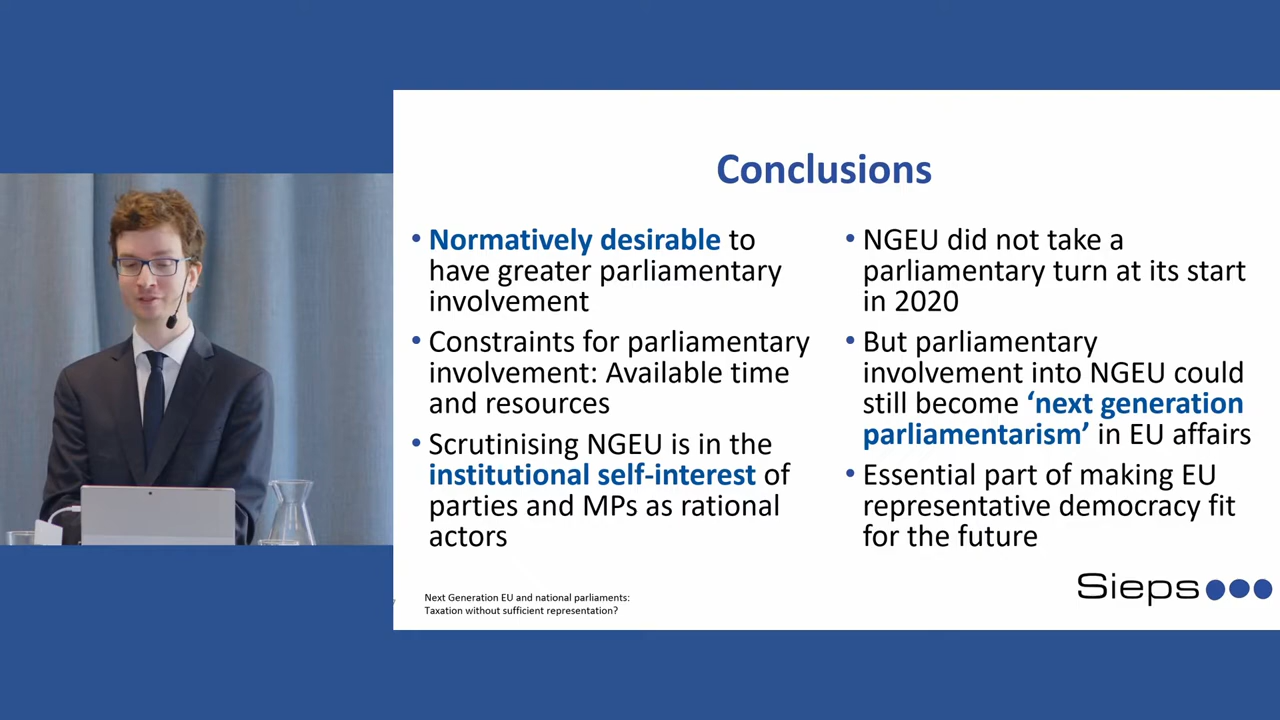 Conclusions
• Normatively desirable to
have greater parliamentary
involvement
• Constraints for parliamentary
involvement: Available time
and resources
• Scrutinising NGEU is in the
institutional self-interest of
parties and MPs as rational
actors
• NGEU did not take a
parliamentary turn at its start
in 2020
• But parliamentary
involvement into NGEU could
still become ‘next generation
parliamentarism’ in EU affairs
• Essential part of making EU
representative democracy fit
for the future
Next Generation EU and national parliaments:
Taxation without sufficient representation?
Sieps